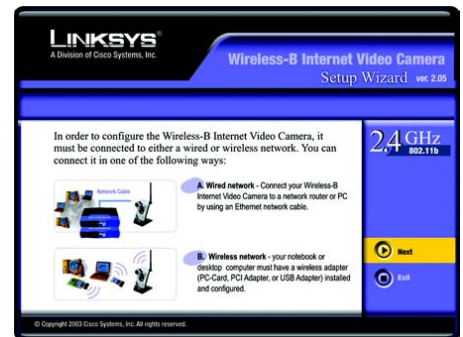 LINKSYS®
A Division of Cisco Systems, Inc.
Wireless-B Internet Video Camera
Setup Wizard ver. 2.05
In order to configure the Wireless-B Internet Video Camera, it
must be connected to either a wired or wireless network. You can
connect it in one of the following ways:
2.4 GHz
802.11b
Network Cable
A. Wired network - Connect your Wireless-B
Internet Video Camera to a network router or PC
by using an Ethernet network cable.
B. Wireless network - your notebook or
desktop computer must have a wireless adapter
(PC-Card, PCI Adapter, or USB Adapter) installed
and configured.
Next
Exit
© Copyright 2003 Cisco Systems, Inc. All rights reserved.